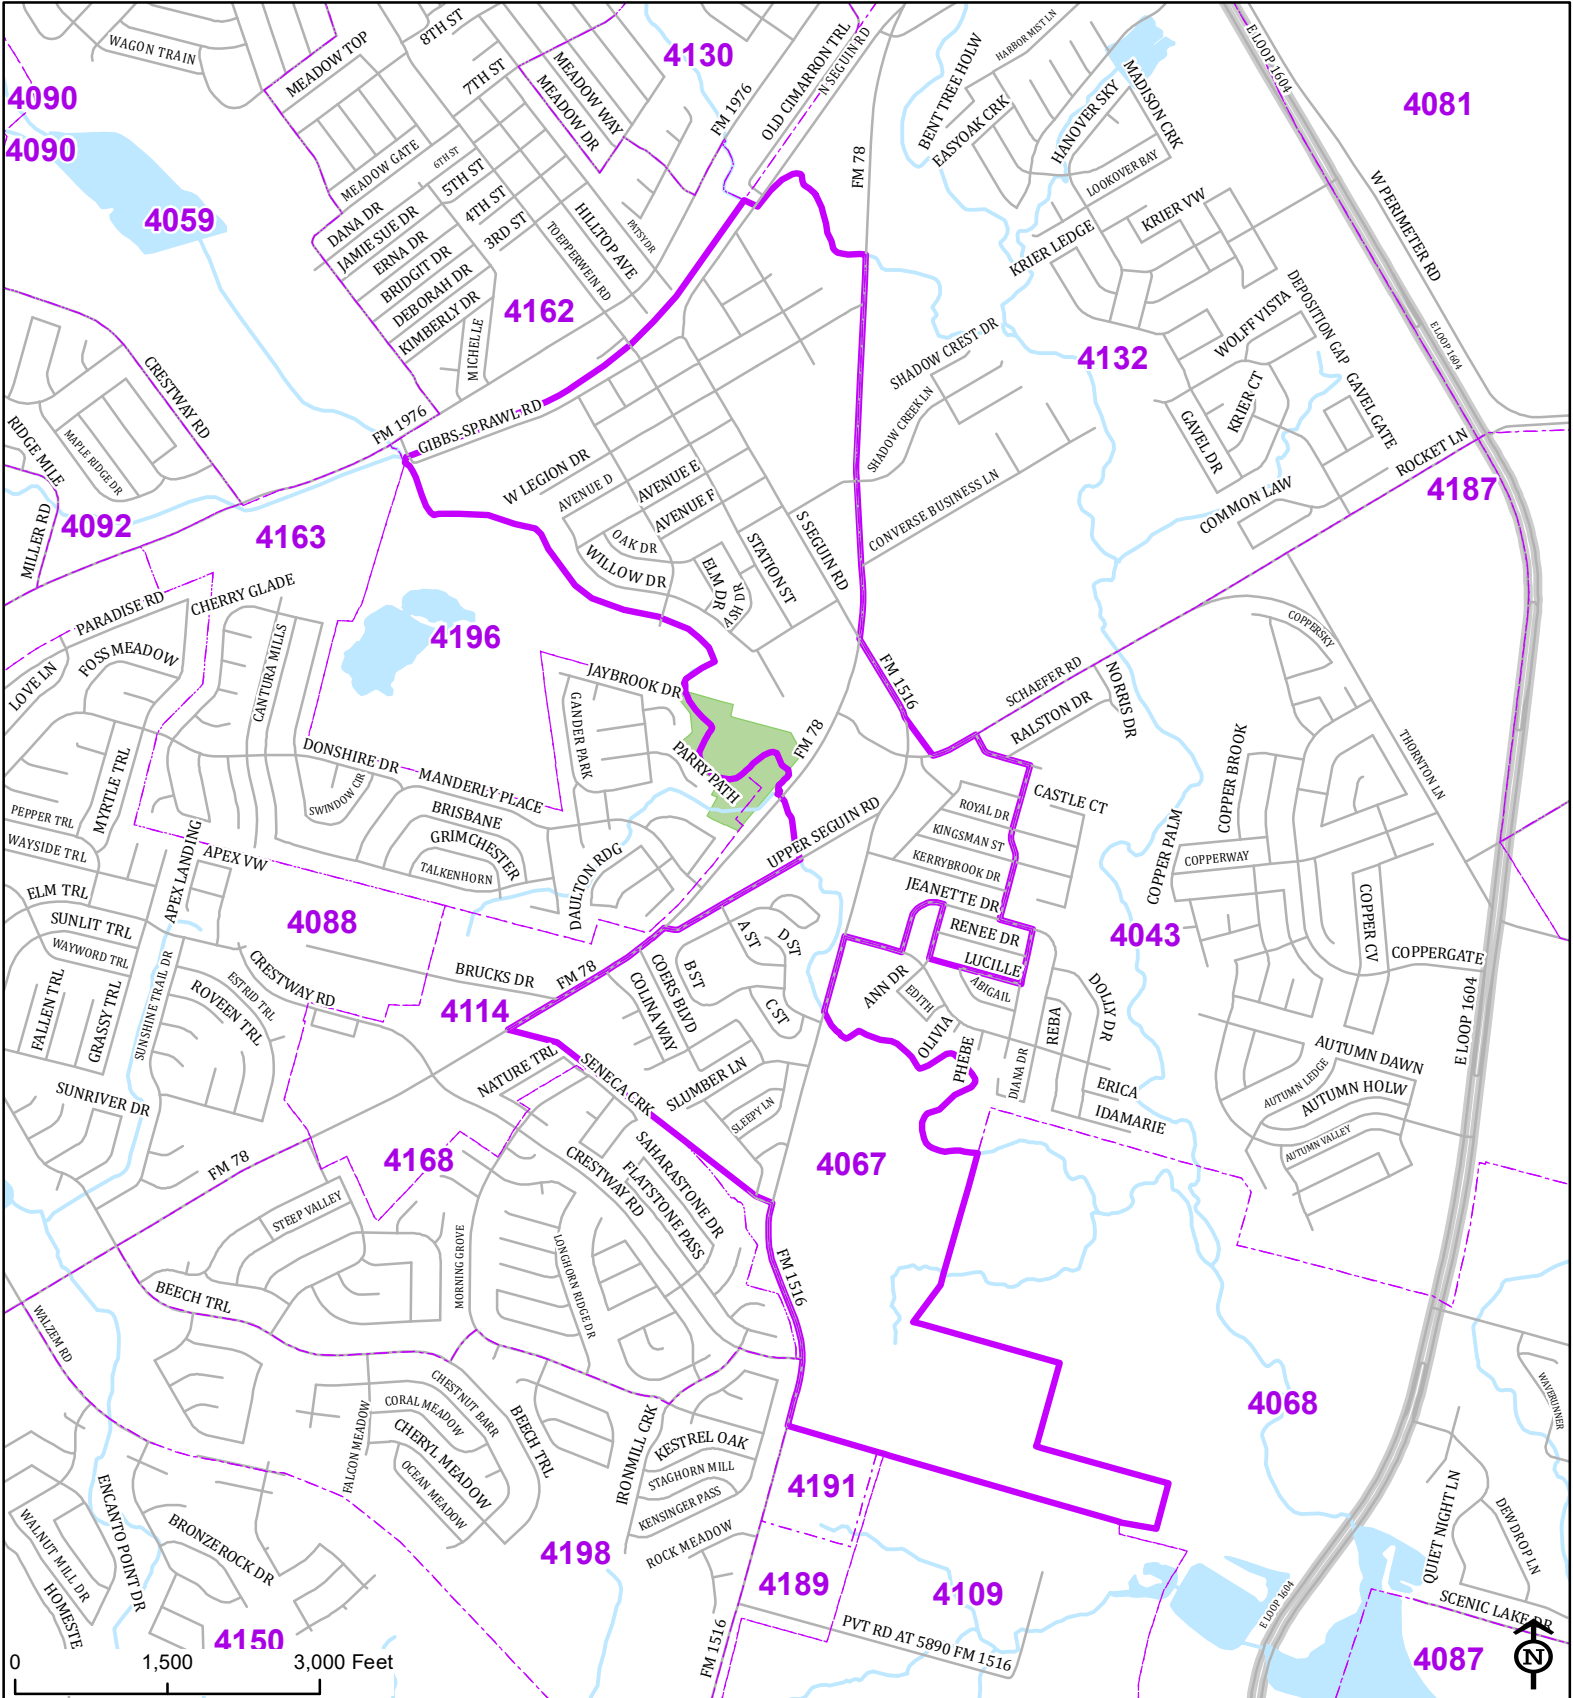 WAGON TRAIN
MEADOW TOP
8TH ST
7TH ST
MEADOW WAY
MEADOW DR
4130
FM 1976
OLD CIMARRON TRL
N SEGUIN RD
FM 78
BENT TREE HOLW
HARBOR MIST LN
EASYOAK CRK
HANOVER SKY
MADISON CRK
LOOKOVER BAY
E LOOP 1604
4081
W PERIMETER RD
4090
4090
4059
MEADOW GATE
6TH ST
5TH ST
4TH ST
3RD ST
DANA DR
JAMIE SUE DR
ERNA DR
BRIDGIT DR
DEBORAH DR
KIMBERLY DR
MICHELLE
TOEPPERWEIN RD
HILLTOP AVE
PATSY DR
4162
KRIER LEDGE
KRIER VW
DEPOSITION GAP
WOLFF VISTA
E LOOP 1604
4132
SHADOW CREST DR
SHADOW CREEK LN
KRIER CT
GAVEL GATE
GAVEL DR
ROCKET LN
4187
COMMON LAW
CRESTWAY RD
RIDGE MILE
MAPLE RIDGE DR
FM 1976
GIBBS-SPRAWL RD
MILLER RD
4092
4163
W LEGION DR
AVENUE D
AVENUE E
AVENUE F
OAK DR
WILLOW DR
ELM DR
ASH DR
STATION ST
S SEGUIN RD
CONVERSE BUSINESS LN
PARADISE RD
CHERRY GLADE
LOVE LN
FOSS MEADOW
CANTURA MILLS
4196
JAYBROOK DR
GANDER PARK
PARRY PATH
FM 78
FM 1516
SCHAEFER RD
RALSTON DR
NORRIS DR
COPPERSKY
THORNTON LN
DONSHIRE DR
MANDERLY PLACE
SWINDOW CIR
BRISBANE
GRIMCHESTER
TALKENHORN
DAULTON RDG
UPPER SEGUIN RD
CASTLE CT
ROYAL DR
KINGSMAN ST
KERRYBROOK DR
JEANETTE DR
RENEE DR
LUCILLE
ABIGAIL
COPPER BROOK
COPPER PALM
COPPERWAY
COPPER CV
COPPERGATE
4043
MYRTLE TRL
PEPPER TRL
WAYSIDE TRL
APEX LANDING
APEX VW
ELM TRL
SUNLIT TRL
WAYWORD TRL
4088
CRESTWAY RD
BRUCKS DR
FM 78
4114
FALLEN TRL
GRASSY TRL
SUNSHINE TRAIL DR
ESTRID TRL
ROVEEN TRL
SUNRIVER DR
A ST
B ST
D ST
C ST
COERS BLVD
COLINA WAY
ANN DR
EDITH
OLIVIA
PHEBE
DIANA DR
REBA
DOLLY DR
ERICA
IDAMARIE
E LOOP 1604
AUTUMN DAWN
AUTUMN LEDGE
AUTUMN HOLW
AUTUMN VALLEY
NATURE TRL
SENECA CRK
SLUMBER LN
SLEEPY LN
4168
4067
FM 78
SAHARASTONE DR
FLATSTONE PASS
CRESTWAY RD
STEEP VALLEY
MORNING GROVE
LONGHORN RIDGE DR
FM 1516
BEECH TRL
WALZEM RD
4068
WAVERUNNER
CHESTNUT BARR
CORAL MEADOW
CHERYL MEADOW
OCEAN MEADOW
FALCON MEADOW
BEECH TRL
IRONMILL CRK
KESTREL OAK
STAGHORN MILL
KENSINGER PASS
ROCK MEADOW
4191
4198
4189
4109
ENCANTO POINT DR
WALNUT MILL DR
HOMESTE
BRONZEROCK DR
4150
FM 1516
PVT RD AT 5890 FM 1516
E LOOP 1604
QUIET NIGHT LN
DEWDROP LN
SCENIC LAKE DR
4087
N
0 1,500 3,000 Feet